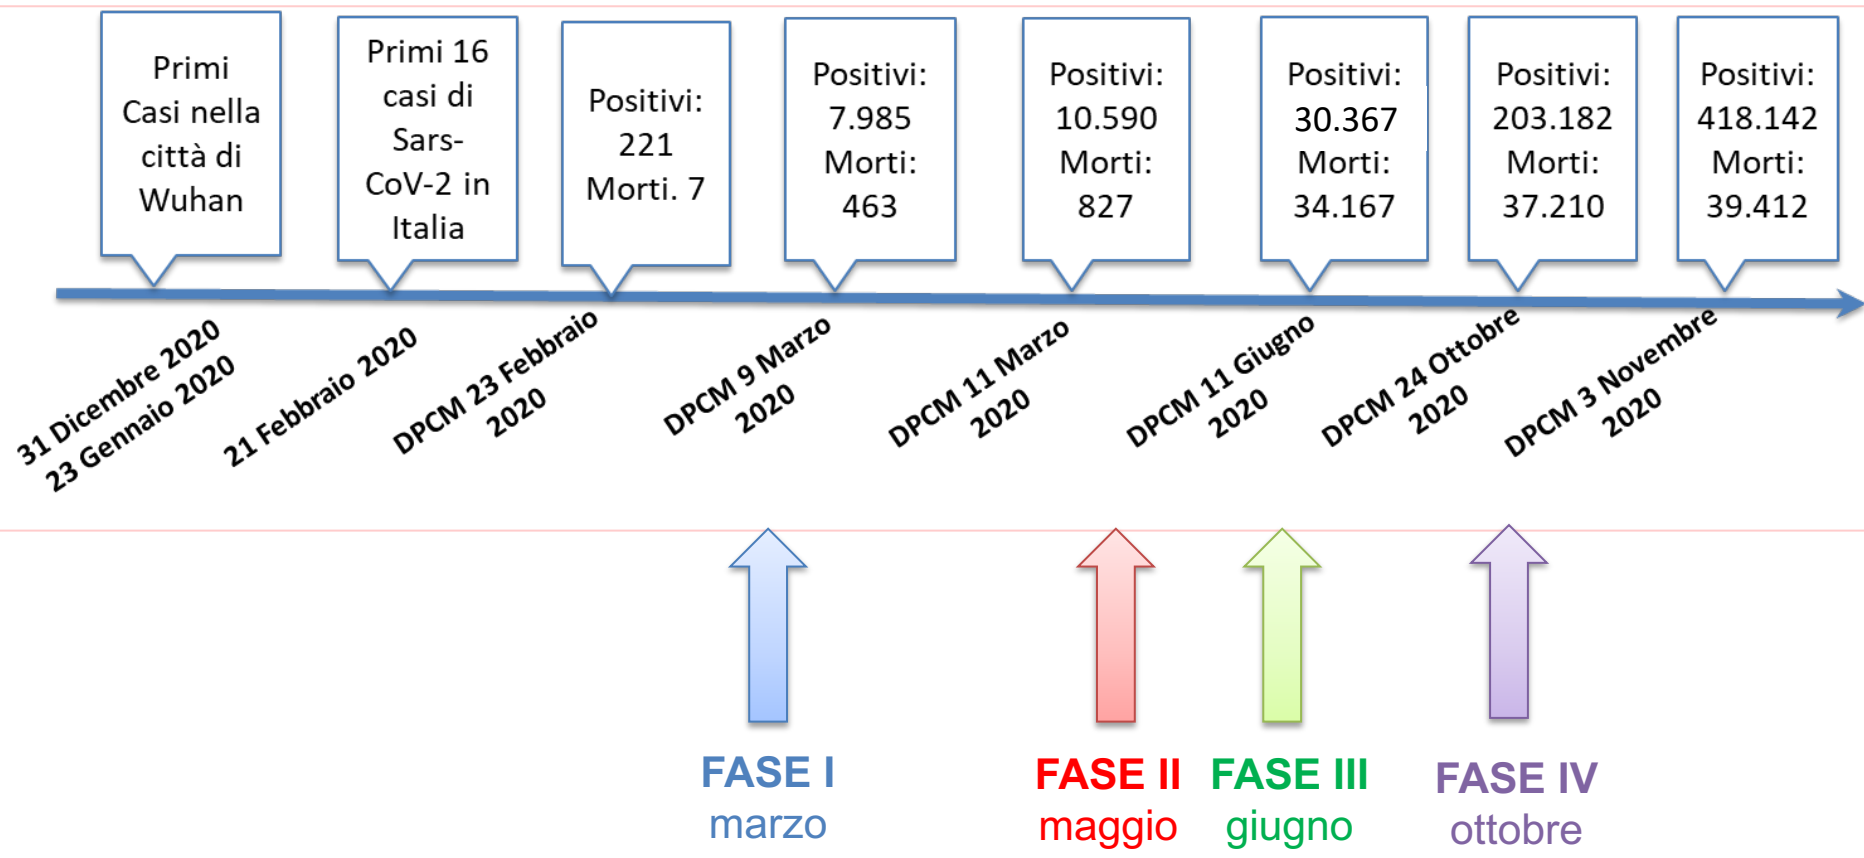 Primi
Casi nella
città di
Wuhan
Primi 16
casi di
Sars-
CoV-2 in
Italia
Positivi:
221
Morti. 7
Positivi:
7.985
Morti:
463
Positivi:
10.590
Morti:
827
Positivi:
30.367
Morti:
34.167
Positivi:
203.182
Morti:
37.210
Positivi:
418.142
Morti:
39.412
31 Dicembre 2020
23 Gennaio 2020
21 Febbraio 2020
DPCM 23 Febbraio
2020
DPCM 9 Marzo
2020
DPCM 11 Marzo
2020
DPCM 11 Giugno
2020
DPCM 24 Ottobre
2020
DPCM 3 Novembre
2020
FASE I
marzo
FASE II
maggio
FASE III
giugno
FASE IV
ottobre